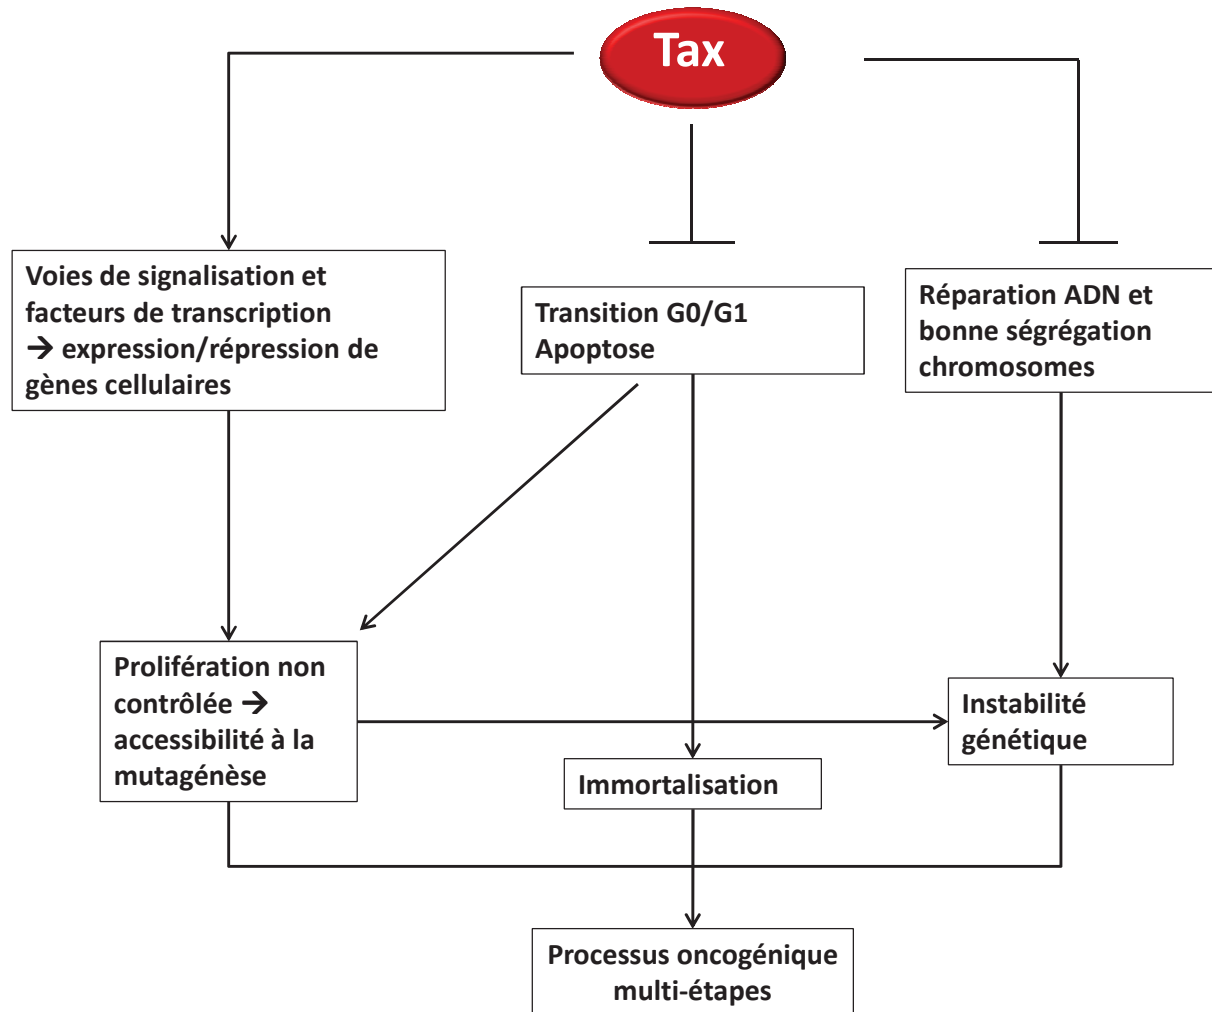 Tax
Voies de signalisation et
facteurs de transcription
→ expression/répression de
gènes cellulaires
Transition G0/G1
Apoptose
Réparation ADN et
bonne ségrégation
chromosomes
Prolifération non
contrôlée →
accessibilité à la
mutagénèse
Immortalisation
Instabilité
génétique
Processus oncogénique
multi-étapes